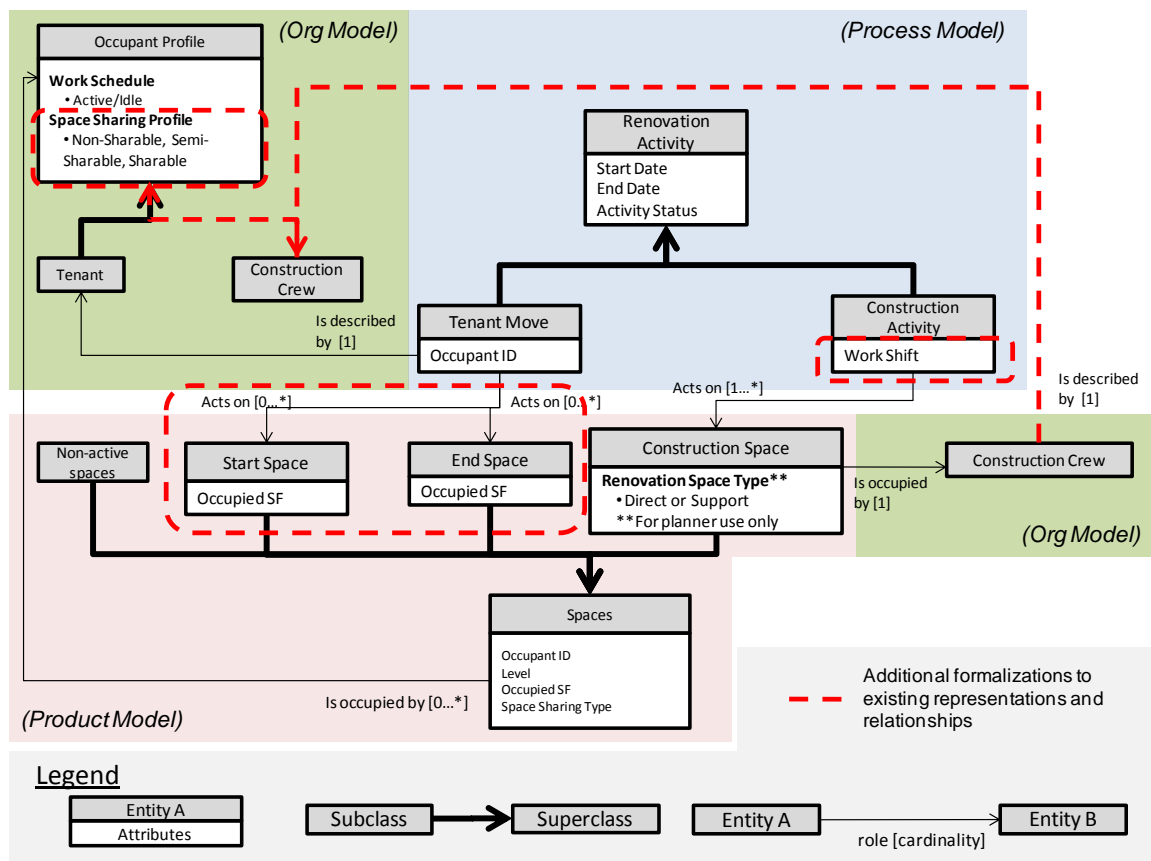 (Org Model)
(Process Model)
Occupant Profile
Work Schedule
• Active/Idle
Space Sharing Profile
• Non-Sharable, Semi-
Sharable, Sharable
Renovation
Activity
Start Date
End Date
Activity Status
Tenant
Construction
Crew
Is described
by [1]
Tenant Move
Occupant ID
Construction
Activity
Work Shift
Acts on [0...*]
Acts on [0...*]
Acts on [1...*]
Is described
by [1]
Non-active
spaces
Start Space
Occupied SF
End Space
Occupied SF
Construction Space
Renovation Space Type**
• Direct or Support
**For planner use only
Is occupied
by [1]
Construction Crew
(Org Model)
Spaces
Occupant ID
Level
Occupied SF
Space Sharing Type
Is occupied by [0...*]
(Product Model)
Additional formalizations to
existing representations and
relationships
Legend
Entity A
Attributes
Subclass
Superclass
Entity A
role [cardinality]
Entity B